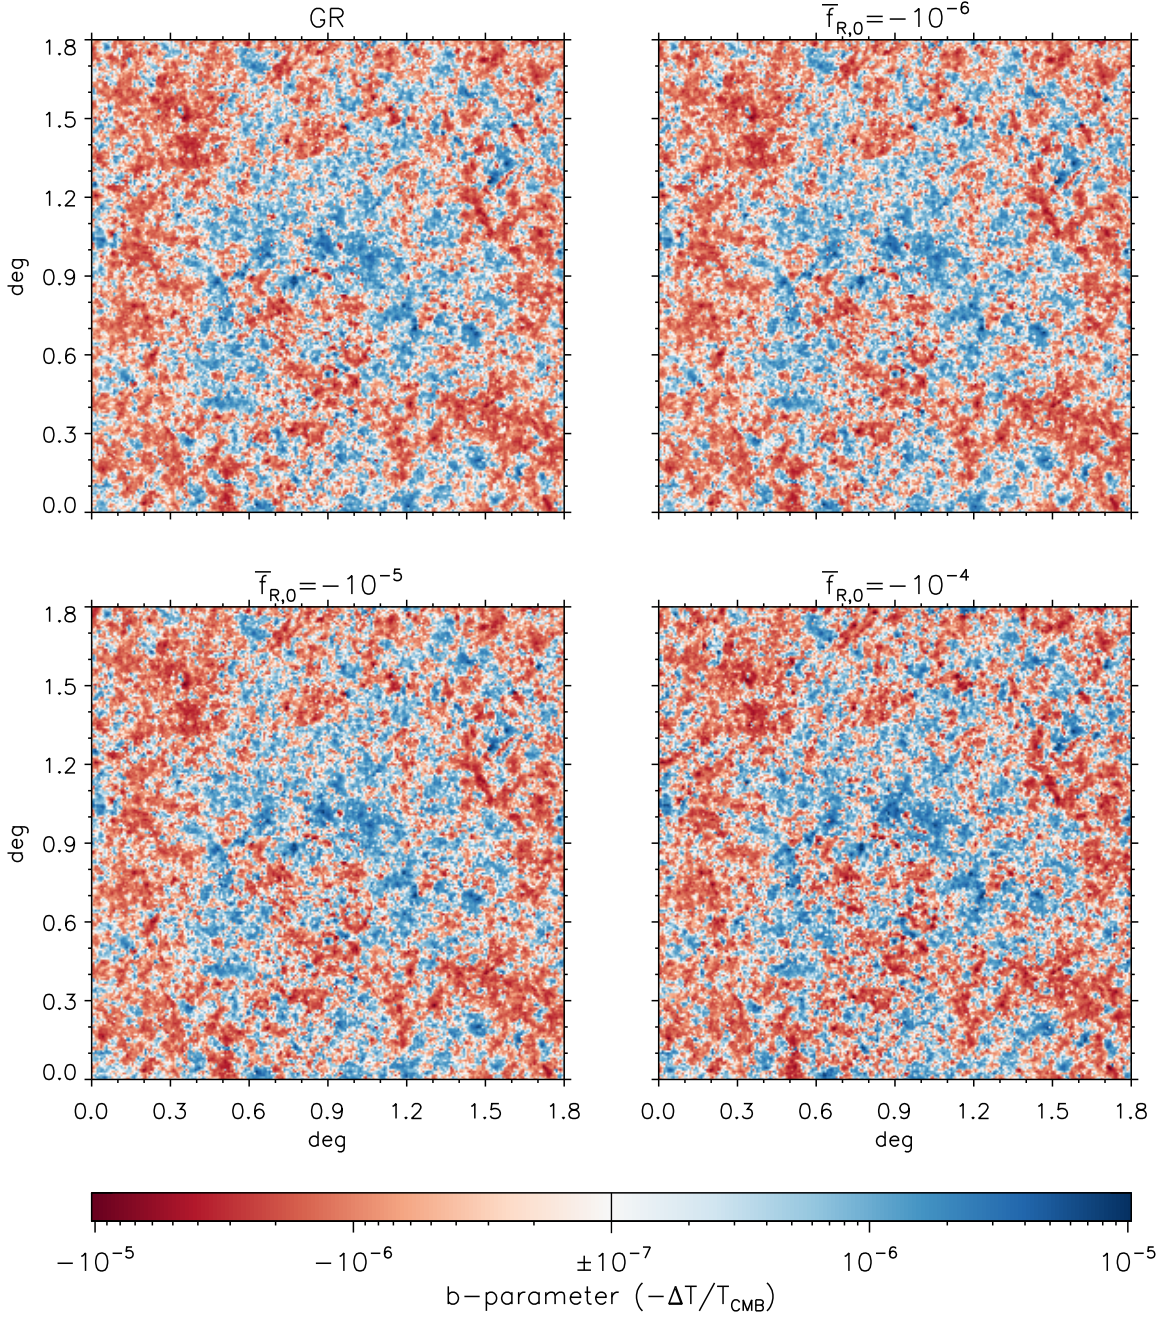 GR
f̅_{R,0}=−10^{−6}
1.8
1.5
1.2
0.9
0.6
0.3
0.0
deg
f̅_{R,0}=−10^{−5}
f̅_{R,0}=−10^{−4}
1.8
1.5
1.2
0.9
0.6
0.3
0.0
deg
0.0 0.3 0.6 0.9 1.2 1.5 1.8
deg
0.0 0.3 0.6 0.9 1.2 1.5 1.8
deg
−10^{−5} −10^{−6} ±10^{−7} 10^{−6} 10^{−5}
b−parameter (−ΔT/T_{CMB})